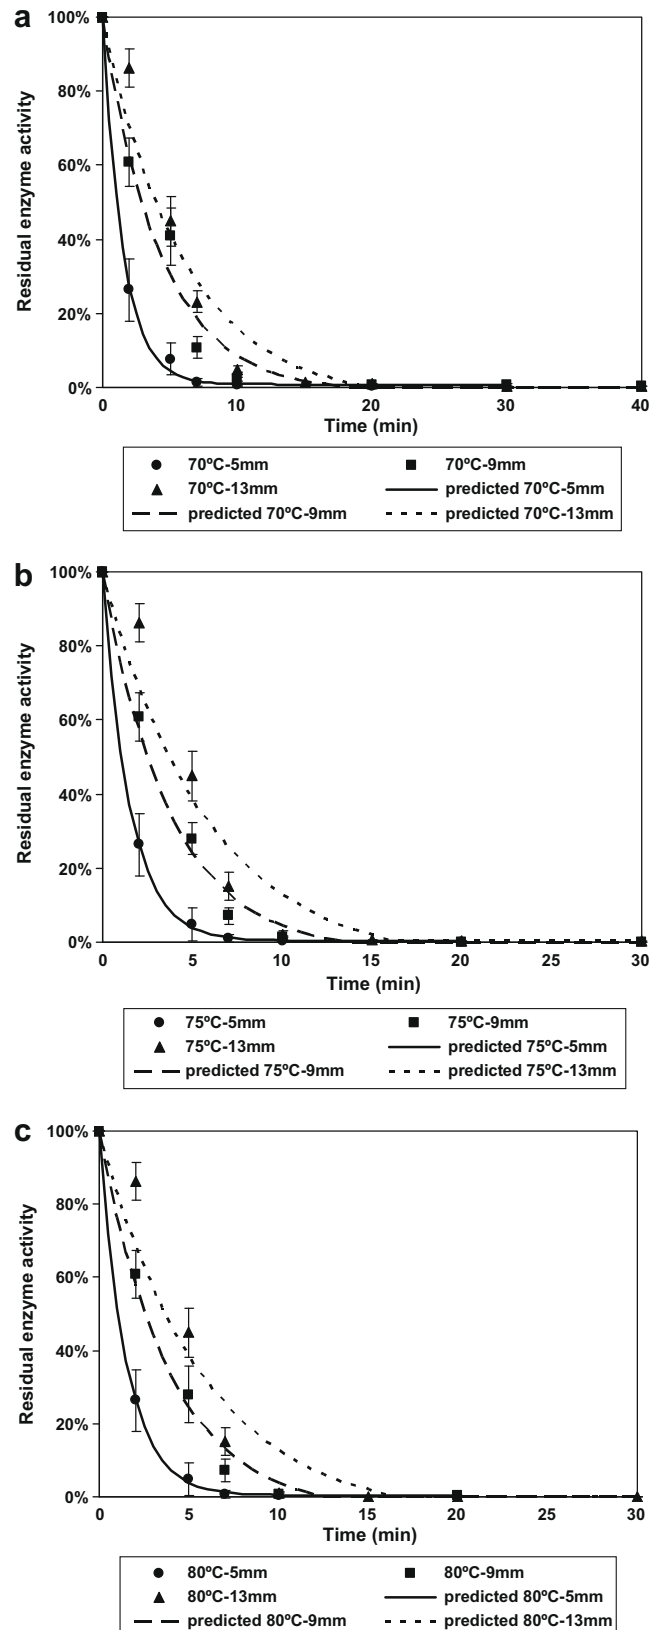 a
100%
80%
60%
40%
20%
0%
Residual enzyme activity
0 10 20 30 40
Time (min)
70ºC-5mm 70ºC-9mm
70ºC-13mm predicted 70ºC-5mm
predicted 70ºC-9mm predicted 70ºC-13mm
b
100%
80%
60%
40%
20%
0%
Residual enzyme activity
0 5 10 15 20 25 30
Time (min)
75ºC-5mm 75ºC-9mm
75ºC-13mm predicted 75ºC-5mm
predicted 75ºC-9mm predicted 75ºC-13mm
c
100%
80%
60%
40%
20%
0%
Residual enzyme activity
0 5 10 15 20 25 30
Time (min)
80ºC-5mm 80ºC-9mm
80ºC-13mm predicted 80ºC-5mm
predicted 80ºC-9mm predicted 80ºC-13mm